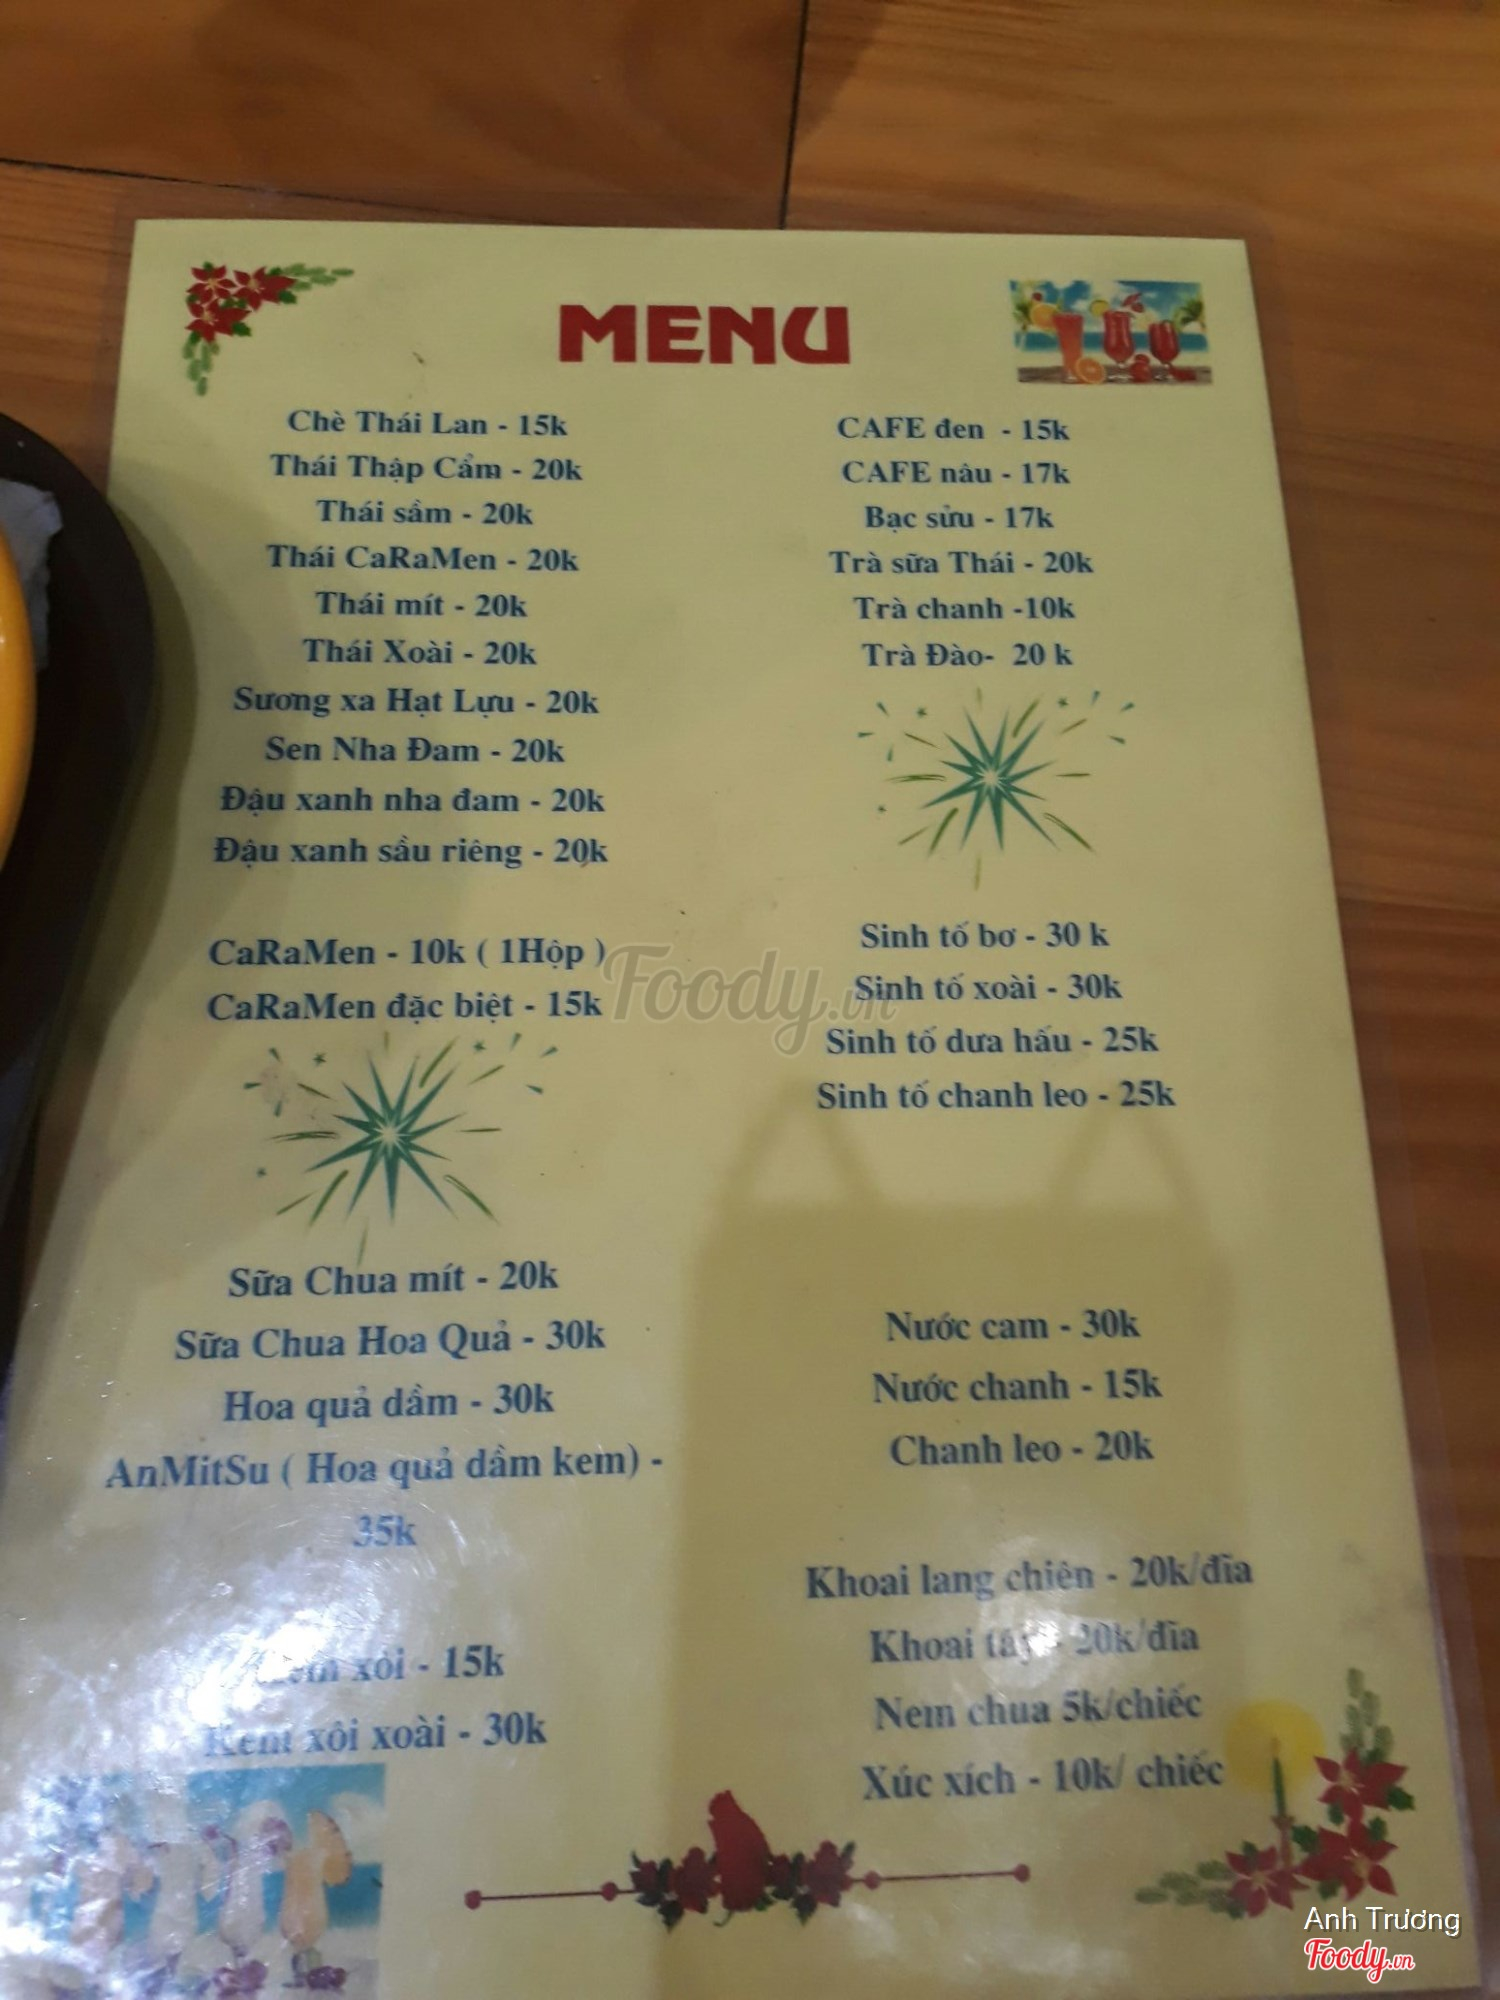 MENU
Chè Thái Lan - 15k
Thái Thập Cẩm - 20k
Thái sầm - 20k
Thái CaRaMen - 20k
Thái mít - 20k
Thái Xoài - 20k
Sương xa Hạt Lựu - 20k
Sen Nha Đam - 20k
Đậu xanh nha đam - 20k
Đậu xanh sầu riêng - 20k
CaRaMen - 10k ( 1Hộp )
CaRaMen đặc biệt - 15k
Sữa Chua mít - 20k
Sữa Chua Hoa Quả - 30k
Hoa quả dầm - 30k
AnMitSu ( Hoa quả dầm kem) -
35k
xôi - 15k
Kem xôi xoài - 30k
CAFE đen - 15k
CAFE nâu - 17k
Bạc sửu - 17k
Trà sữa Thái - 20k
Trà chanh -10k
Trà Đào- 20 k
Sinh tố bơ - 30 k
Sinh tố xoài - 30k
Sinh tố dưa hấu - 25k
Sinh tố chanh leo - 25k
Nước cam - 30k
Nước chanh - 15k
Chanh leo - 20k
Khoai lang chiên - 20k/đĩa
Khoai tây - 20k/đĩa
Nem chua 5k/chiếc
Xúc xích - 10k/ chiếc
Foody.vn
Anh Trương
Foody.vn